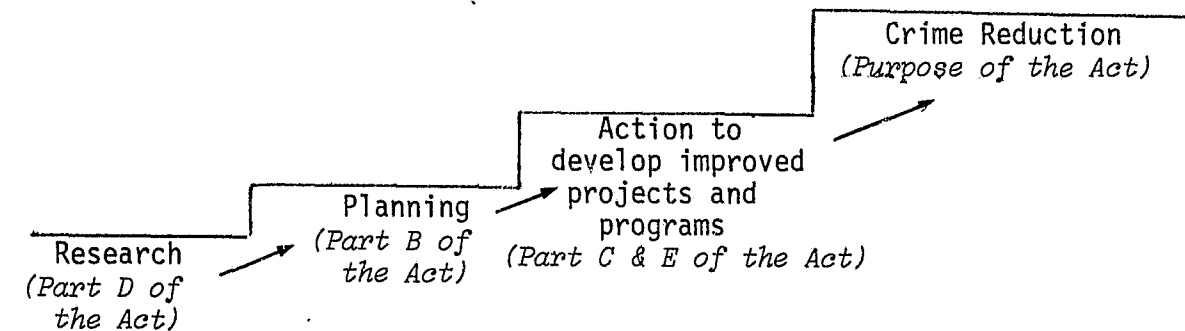 Crime Reduction
(Purpose of the Act)
Action to
develop improved
projects and
programs
(Part C & E of the Act)
Planning
(Part B of
the Act)
Research
(Part D of
the Act)